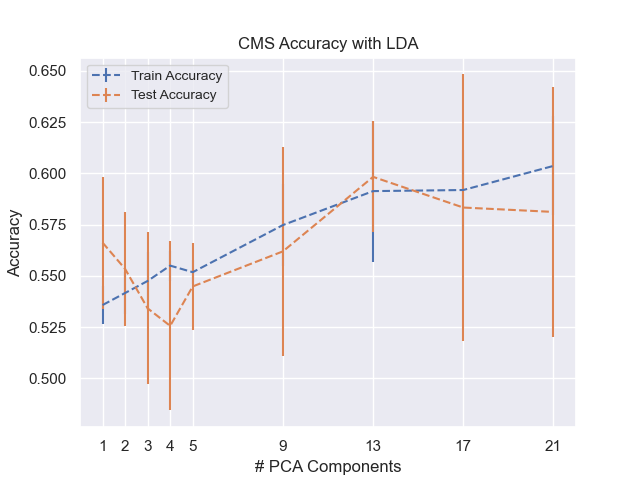 CMS Accuracy with LDA
Train Accuracy
Test Accuracy
0.650
0.625
0.600
0.575
0.550
0.525
0.500
Accuracy
1 2 3 4 5 9 13 17 21
# PCA Components